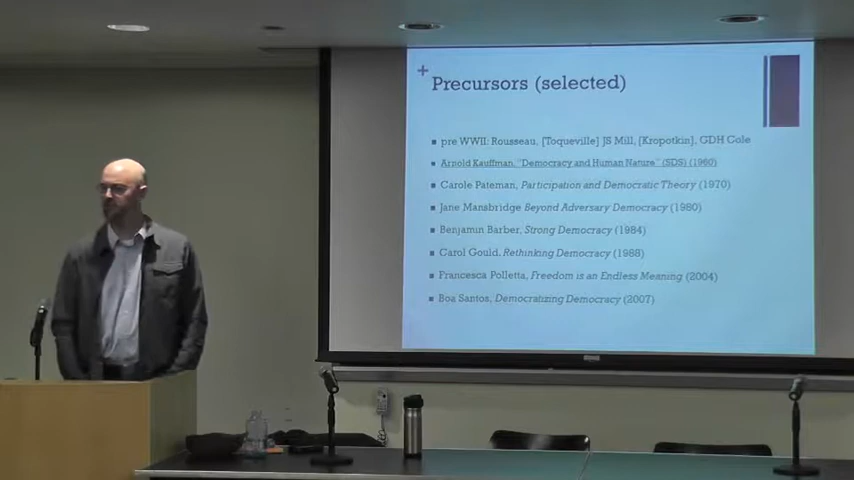 +
Precursors (selected)
▪ pre WWII: Rousseau, [Toqueville] JS Mill, [Kropotkin], GDH Cole
▪ Arnold Kauffman, "Democracy and Human Nature" (SDS) (1960)
▪ Carole Pateman, Participation and Democratic Theory (1970)
▪ Jane Mansbridge Beyond Adversary Democracy (1980)
▪ Benjamin Barber, Strong Democracy (1984)
▪ Carol Gould, Rethinking Democracy (1988)
▪ Francesca Polletta, Freedom is an Endless Meaning (2004)
▪ Boa Santos, Democratizing Democracy (2007)